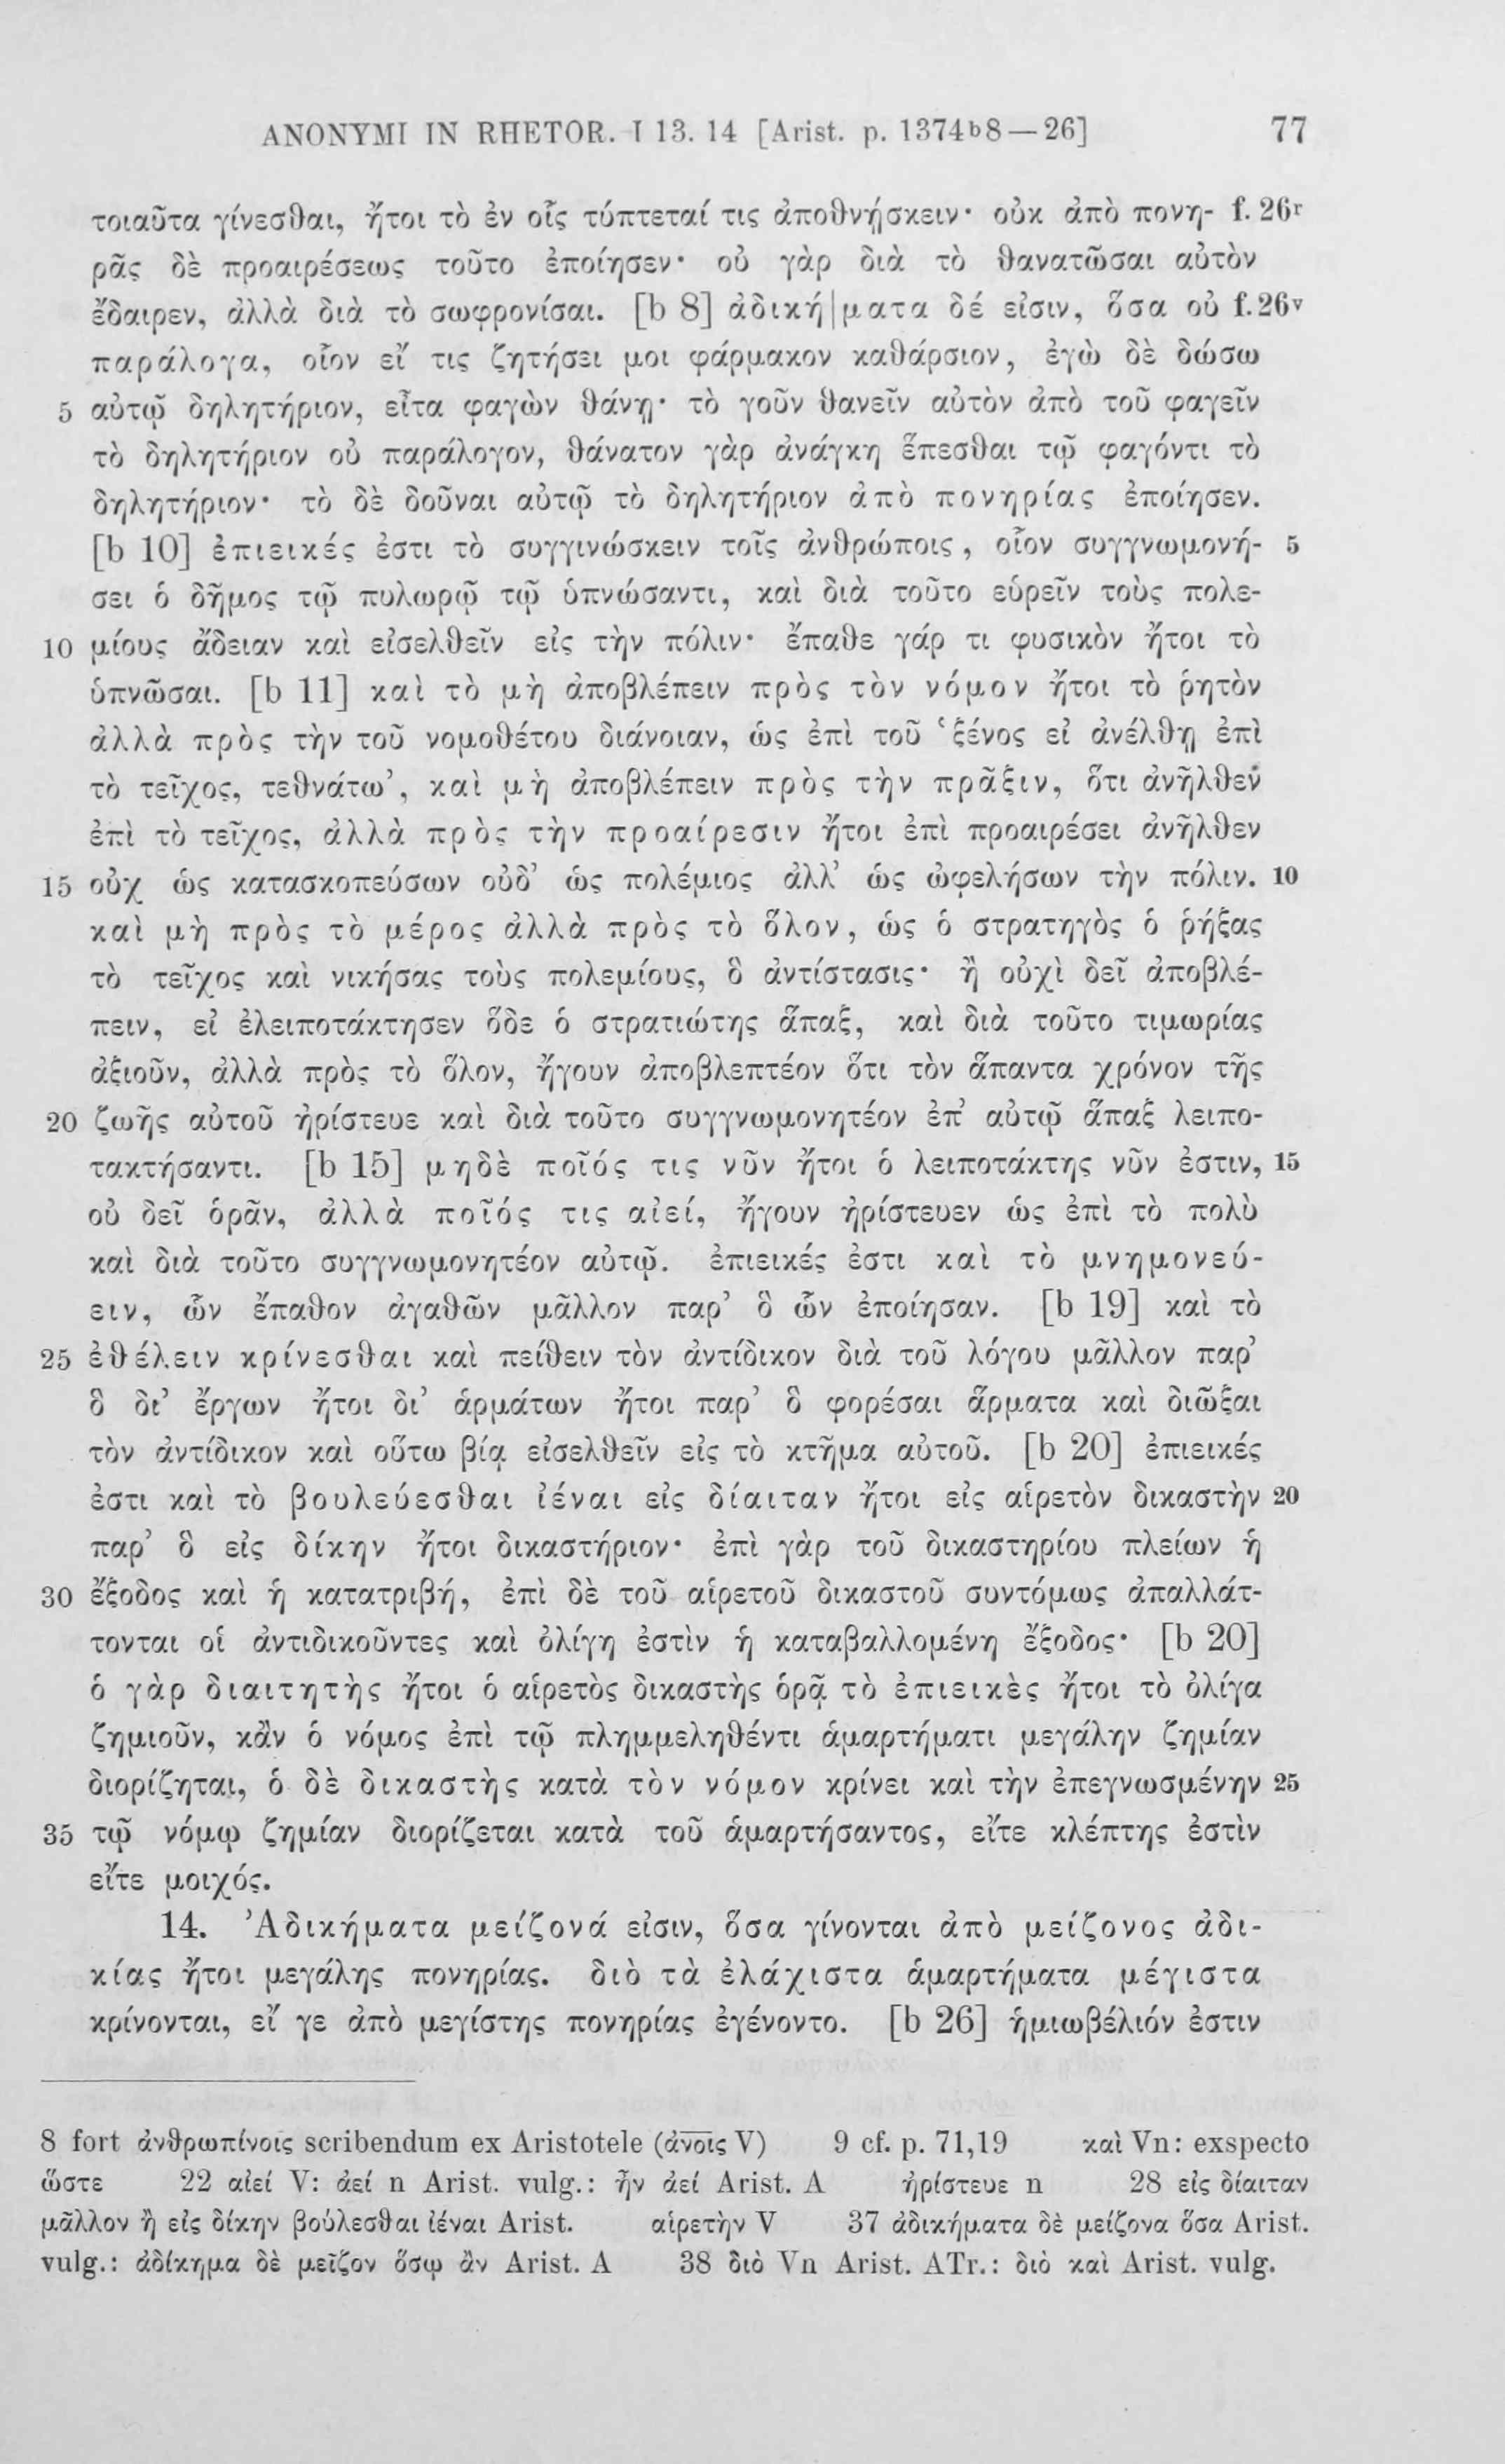 ANONYMI IN RHETOR. I 13. 14 [Arist. p. 1374b8 — 26] 77
τοιαῦτα γίνεσθαι, ἤτοι τὸ ἐν οἷς τύπτεταί τις ἀποθνήσκειν· οὐκ ἀπὸ πονη- f. 26r
ρᾶς δὲ προαιρέσεως τοῦτο ἐποίησεν· οὐ γὰρ διὰ τὸ θανατῶσαι αὐτὸν
ἔδαιρεν, ἀλλὰ διὰ τὸ σωφρονίσαι. [b 8] ἀδική|ματα δέ εἰσιν, ὅσα οὐ f. 26v
παράλογα, οἷον εἴ τις ζητήσει μοι φάρμακον καθάρσιον, ἐγὼ δὲ δώσω
5 αὐτῷ δηλητήριον, εἶτα φαγὼν θάνῃ· τὸ γοῦν θανεῖν αὐτὸν ἀπὸ τοῦ φαγεῖν
τὸ δηλητήριον οὐ παράλογον, θάνατον γὰρ ἀνάγκη ἕπεσθαι τῷ φαγόντι τὸ
δηλητήριον· τὸ δὲ δοῦναι αὐτῷ τὸ δηλητήριον ἀπὸ πονηρίας ἐποίησεν.
[b 10] ἐπιεικές ἐστι τὸ συγγινώσκειν τοῖς ἀνθρώποις, οἷον συγγνωμονή- 5
σει ὁ δῆμος τῷ πυλωρῷ τῷ ὑπνώσαντι, καὶ διὰ τοῦτο εὑρεῖν τοὺς πολε-
10 μίους ἄδειαν καὶ εἰσελθεῖν εἰς τὴν πόλιν· ἔπαθε γάρ τι φυσικὸν ἤτοι τὸ
ὑπνῶσαι. [b 11] καὶ τὸ μὴ ἀποβλέπειν πρὸς τὸν νόμον ἤτοι τὸ ῥητὸν
ἀλλὰ πρὸς τὴν τοῦ νομοθέτου διάνοιαν, ὡς ἐπὶ τοῦ ‘ξένος εἰ ἀνέλθῃ ἐπὶ
τὸ τεῖχος, τεθνάτω’, καὶ μὴ ἀποβλέπειν πρὸς τὴν πρᾶξιν, ὅτι ἀνῆλθεν
ἐπὶ τὸ τεῖχος, ἀλλὰ πρὸς τὴν προαίρεσιν ἤτοι ἐπὶ προαιρέσει ἀνῆλθεν
15 οὐχ ὡς κατασκοπεύσων οὐδ’ ὡς πολέμιος ἀλλ’ ὡς ὠφελήσων τὴν πόλιν. 10
καὶ μὴ πρὸς τὸ μέρος ἀλλὰ πρὸς τὸ ὅλον, ὡς ὁ στρατηγὸς ὁ ῥήξας
τὸ τεῖχος καὶ νικήσας τοὺς πολεμίους, ὃ ἀντίστασις· ἢ οὐχὶ δεῖ ἀποβλέ-
πειν, εἰ ἐλειποτάκτησεν ὅδε ὁ στρατιώτης ἅπαξ, καὶ διὰ τοῦτο τιμωρίας
ἀξιοῦν, ἀλλὰ πρὸς τὸ ὅλον, ἤγουν ἀποβλεπτέον ὅτι τὸν ἅπαντα χρόνον τῆς
20 ζωῆς αὐτοῦ ἠρίστευε καὶ διὰ τοῦτο συγγνωμονητέον ἐπ’ αὐτῷ ἅπαξ λειπο-
τακτήσαντι. [b 15] μηδὲ ποῖός τις νῦν ἤτοι ὁ λειποτάκτης νῦν ἐστιν, 15
οὐ δεῖ ὁρᾶν, ἀλλὰ ποῖός τις αἰεί, ἤγουν ἠρίστευεν ὡς ἐπὶ τὸ πολὺ
καὶ διὰ τοῦτο συγγνωμονητέον αὐτῷ. ἐπιεικές ἐστι καὶ τὸ μνημονεύ-
ειν, ὧν ἔπαθον ἀγαθῶν μᾶλλον παρ’ ὃ ὧν ἐποίησαν. [b 19] καὶ τὸ
25 ἐθέλειν κρίνεσθαι καὶ πείθειν τὸν ἀντίδικον διὰ τοῦ λόγου μᾶλλον παρ’
ὃ δι’ ἔργων ἤτοι δι’ ἁρμάτων ἤτοι παρ’ ὃ φορέσαι ἅρματα καὶ διῶξαι
τὸν ἀντίδικον καὶ οὕτω βίᾳ εἰσελθεῖν εἰς τὸ κτῆμα αὐτοῦ. [b 20] ἐπιεικές
ἐστι καὶ τὸ βουλεύεσθαι ἰέναι εἰς δίαιταν ἤτοι εἰς αἱρετὸν δικαστὴν 20
παρ’ ὃ εἰς δίκην ἤτοι δικαστήριον· ἐπὶ γὰρ τοῦ δικαστηρίου πλείων ἡ
30 ἔξοδος καὶ ἡ κατατριβή, ἐπὶ δὲ τοῦ αἱρετοῦ δικαστοῦ συντόμως ἀπαλλάτ-
τονται οἱ ἀντιδικοῦντες καὶ ὀλίγη ἐστὶν ἡ καταβαλλομένη ἔξοδος· [b 20]
ὁ γὰρ διαιτητὴς ἤτοι ὁ αἱρετὸς δικαστὴς ὁρᾷ τὸ ἐπιεικὲς ἤτοι τὸ ὀλίγα
ζημιοῦν, κἂν ὁ νόμος ἐπὶ τῷ πλημμεληθέντι ἁμαρτήματι μεγάλην ζημίαν
διορίζηται, ὁ δὲ δικαστὴς κατὰ τὸν νόμον κρίνει καὶ τὴν ἐπεγνωσμένην 25
35 τῷ νόμῳ ζημίαν διορίζεται κατὰ τοῦ ἁμαρτήσαντος, εἴτε κλέπτης ἐστὶν
εἴτε μοιχός.
14. Ἀδικήματα μείζονά εἰσιν, ὅσα γίνονται ἀπὸ μείζονος ἀδι-
κίας ἤτοι μεγάλης πονηρίας. διὸ τὰ ἐλάχιστα ἁμαρτήματα μέγιστα
κρίνονται, εἴ γε ἀπὸ μεγίστης πονηρίας ἐγένοντο. [b 26] ἡμιωβέλιόν ἐστιν
8 fort ἀνθρωπίνοις scribendum ex Aristotele (ἀνοῖς V) 9 cf. p. 71,19 καὶ Vn: exspecto
ὥστε 22 αἰεί V: ἀεί n Arist. vulg.: ἦν ἀεί Arist. A ἠρίστευε n 28 εἰς δίαιταν
μᾶλλον ἢ εἰς δίκην βούλεσθαι ἰέναι Arist. αἱρετὴν V 37 ἀδικήματα δὲ μείζονα ὅσα Arist.
vulg.: ἀδίκημα δὲ μεῖζον ὅσῳ ἂν Arist. A 38 διὸ Vn Arist. ATr.: διὸ καὶ Arist. vulg.